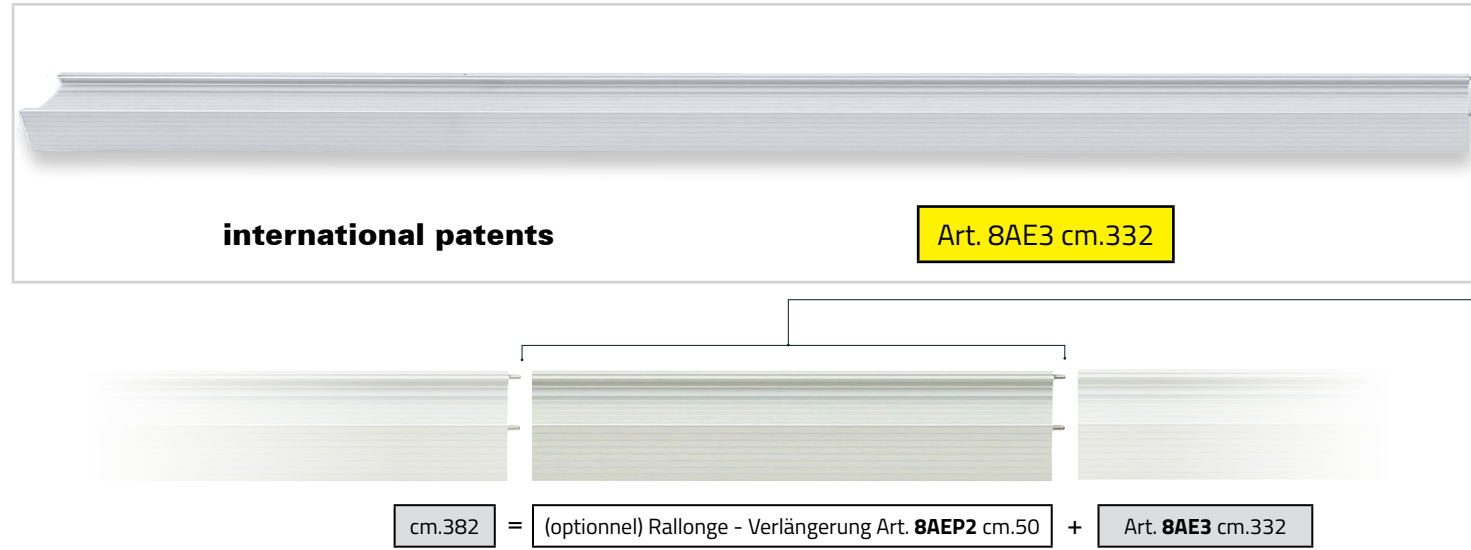 international patents
Art. 8AE3 cm.332
cm.382 = (optionnel) Rallonge - Verlängerung Art. 8AEP2 cm.50 + Art. 8AE3 cm.332